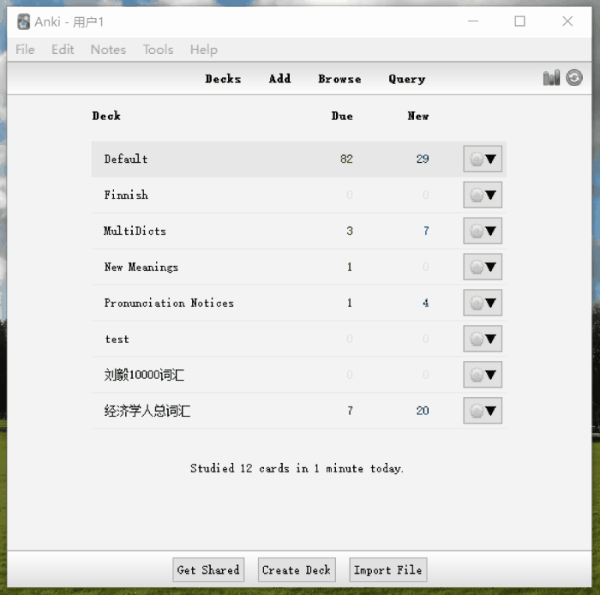 Anki - 用户1
File Edit Notes Tools Help
Decks Add Browse Query
Deck Due New
Default 82 29
Finnish 0 0
MultiDicts 3 7
New Meanings 1 0
Pronunciation Notices 1 4
test 0 0
刘毅10000词汇 0 0
经济学人总词汇 7 20
Studied 12 cards in 1 minute today.
Get Shared Create Deck Import File